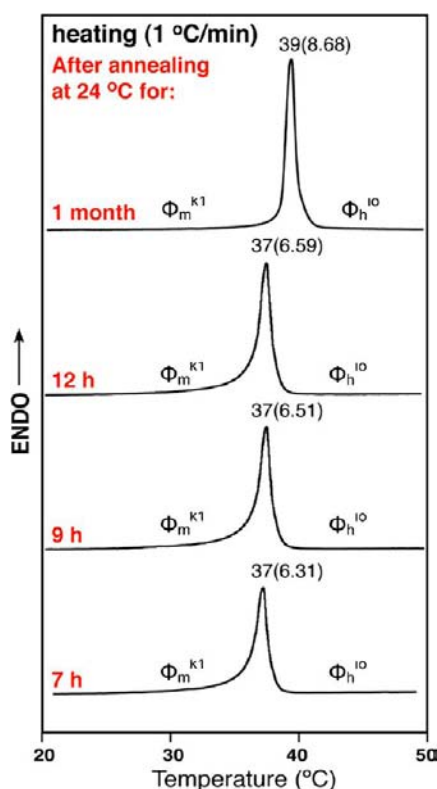 heating (1 °C/min)
After annealing
at 24 °C for:
39(8.68)
Φm^k1
Φh^io
1 month
37(6.59)
Φm^k1
Φh^io
12 h
37(6.51)
Φm^k1
Φh^io
9 h
37(6.31)
Φm^k1
Φh^io
7 h
ENDO
20 30 40 50
Temperature (°C)